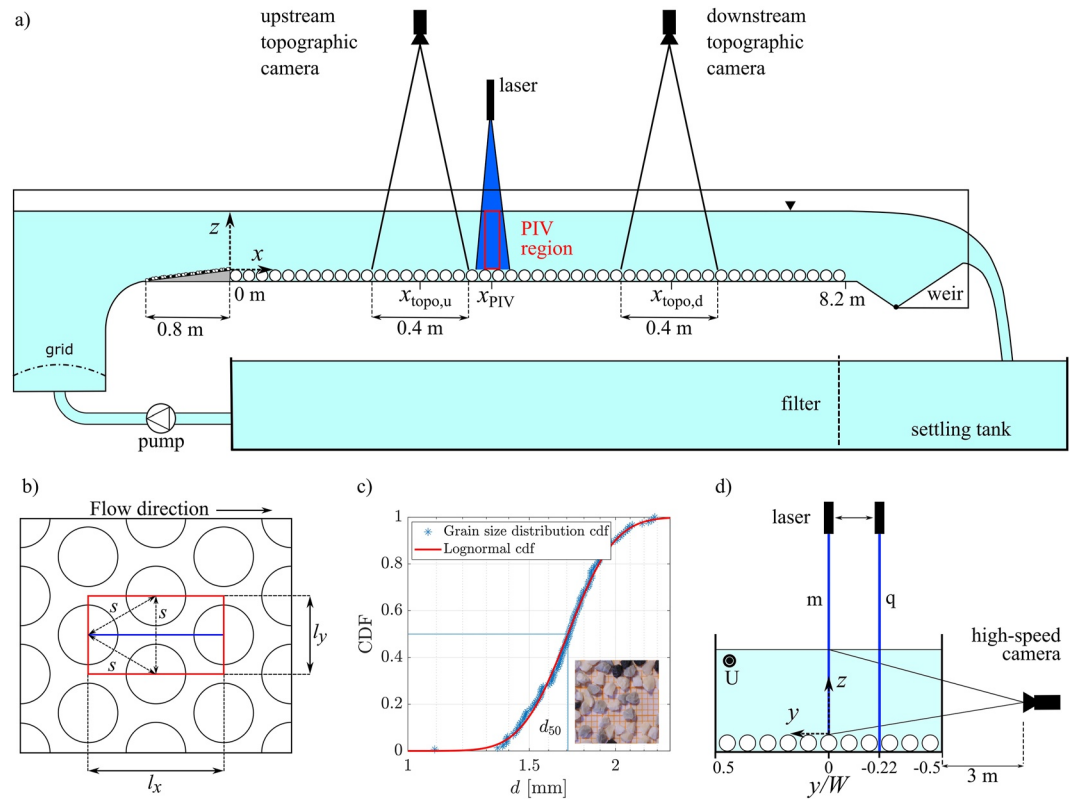 a)
upstream
topographic
camera
downstream
topographic
camera
laser
z
x
PIV
region
0 m
x_topo,u
x_PIV
x_topo,d
8.2 m
weir
0.8 m
0.4 m
0.4 m
grid
pump
filter
settling tank
b)
Flow direction
s
s
s
l_y
l_x
c)
1
0.8
0.6
0.4
0.2
0
CDF
Grain size distribution cdf
Lognormal cdf
d_50
1
1.5
2
d [mm]
d)
laser
m
q
high-speed
camera
U
z
y
0.5
0
-0.22
-0.5
y/W
3 m